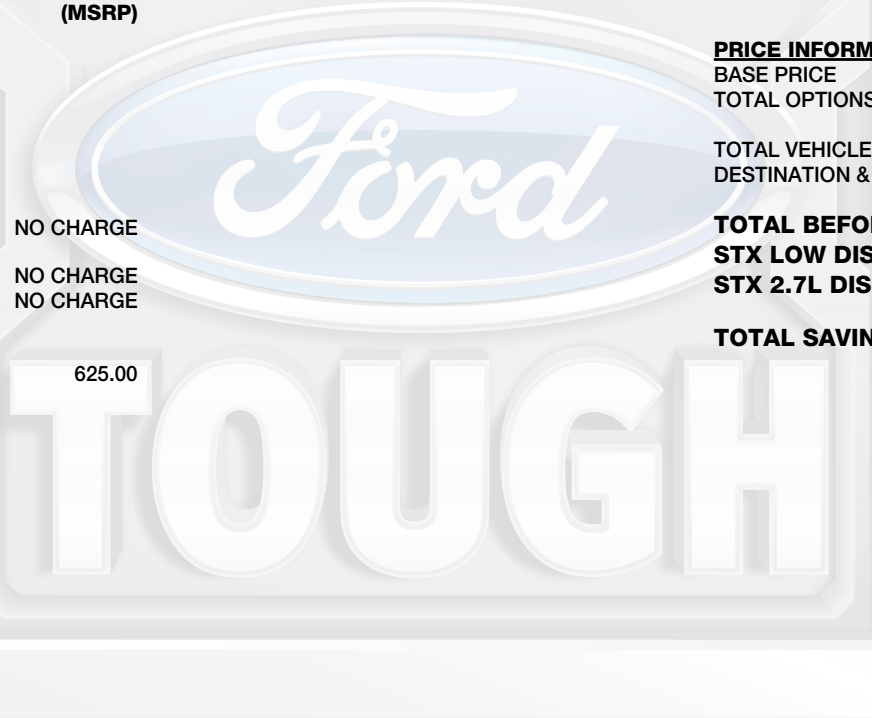 (MSRP)
NO CHARGE
NO CHARGE
NO CHARGE
625.00
Ford
TOUGH
PRICE INFORM
BASE PRICE
TOTAL OPTIONS
TOTAL VEHICLE
DESTINATION &
TOTAL BEFO
STX LOW DIS
STX 2.7L DIS
TOTAL SAVIN